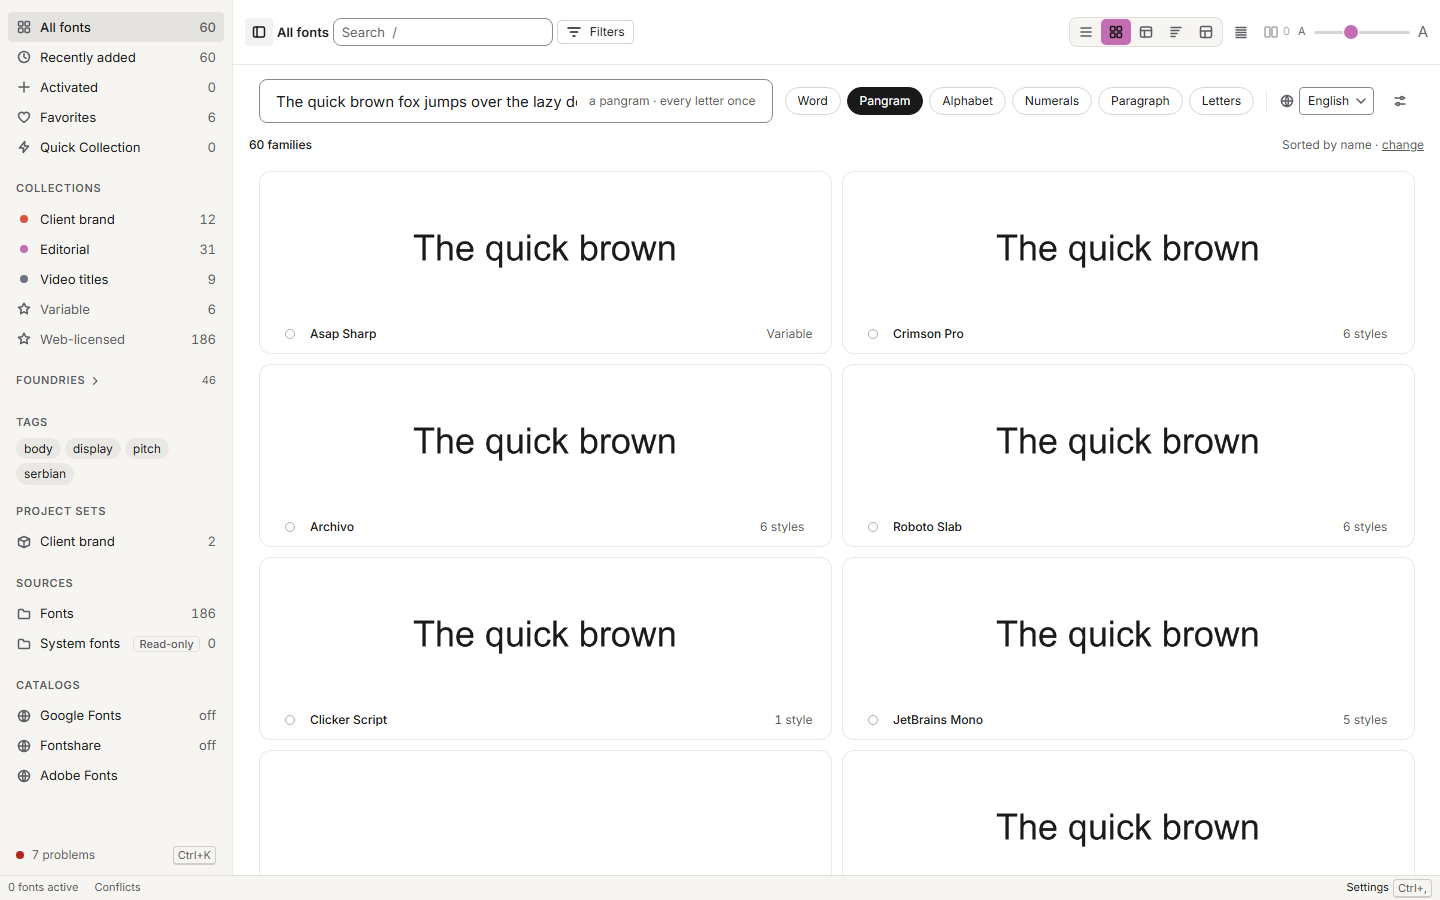 All fonts 60
Recently added 60
Activated 0
Favorites 6
Quick Collection 0
COLLECTIONS
Client brand 12
Editorial 31
Video titles 9
Variable 6
Web-licensed 186
FOUNDRIES 46
TAGS
body display pitch
serbian
PROJECT SETS
Client brand 2
SOURCES
Fonts 186
System fonts Read-only 0
CATALOGS
Google Fonts off
Fontshare off
Adobe Fonts
7 problems Ctrl+K
All fonts Search / Filters 0 A A
The quick brown fox jumps over the lazy a pangram · every letter once Word Pangram Alphabet Numerals Paragraph Letters English
60 families Sorted by name · change
The quick brown
Asap Sharp Variable
The quick brown
Crimson Pro 6 styles
The quick brown
Archivo 6 styles
The quick brown
Roboto Slab 6 styles
The quick brown
Clicker Script 1 style
The quick brown
JetBrains Mono 5 styles
The quick brown
0 fonts active Conflicts Settings Ctrl+,